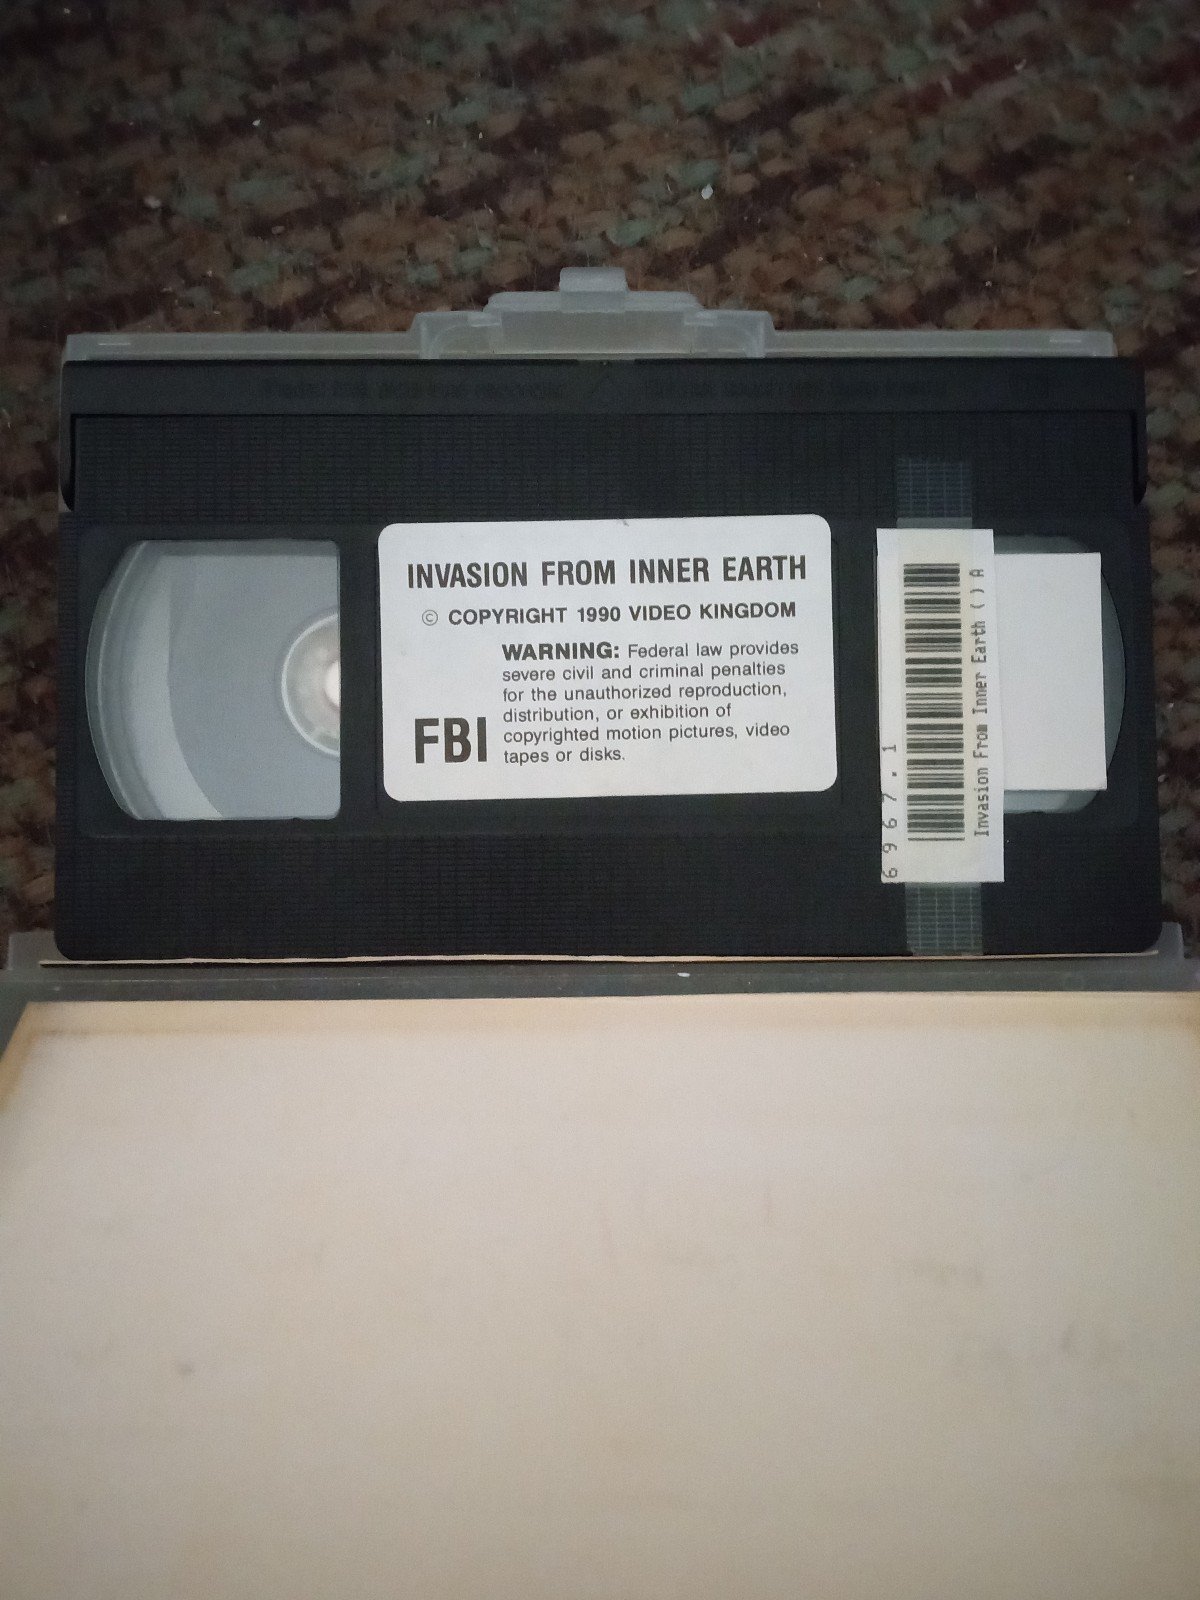 INVASION FROM INNER EARTH
© COPYRIGHT 1990 VIDEO KINGDOM
WARNING: Federal law provides
severe civil and criminal penalties
for the unauthorized reproduction,
distribution, or exhibition of
copyrighted motion pictures, video
tapes or disks.
FBI
6967.1
Invasion From Inner Earth ( ) A